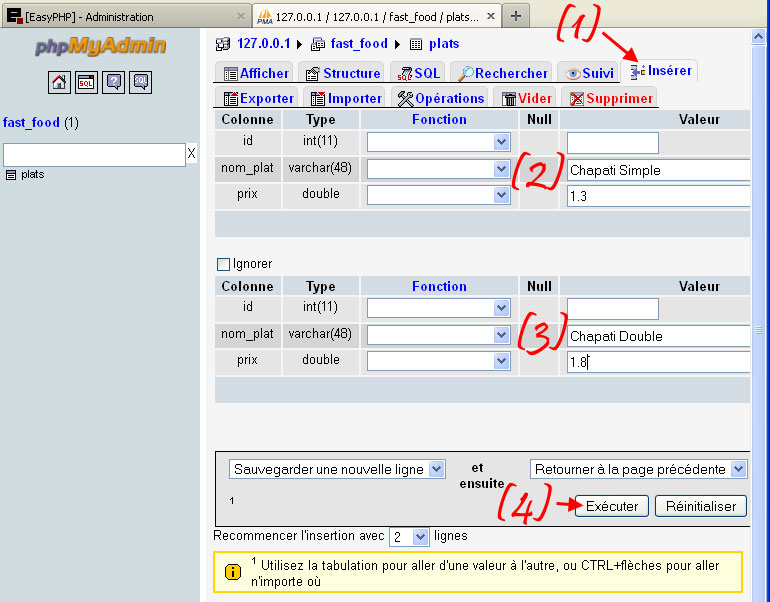 [EasyPHP] - Administration
127.0.0.1 / 127.0.0.1 / fast_food / plats...
(1)
phpMyAdmin
127.0.0.1 fast_food plats
Afficher Structure SQL Rechercher Suivi Insérer
Exporter Importer Opérations Vider Supprimer
fast_food (1)
X
plats
Colonne Type Fonction Null Valeur
id int(11)
nom_plat varchar(48) (2) Chapati Simple
prix double 1.3
Ignorer
Colonne Type Fonction Null Valeur
id int(11)
nom_plat varchar(48) (3) Chapati Double
prix double 1.8
Sauvegarder une nouvelle ligne et ensuite Retourner à la page précédente
1 (4) Exécuter Réinitialiser
Recommencer l'insertion avec 2 lignes
1 Utilisez la tabulation pour aller d'une valeur à l'autre, ou CTRL+flèches pour aller
n'importe où